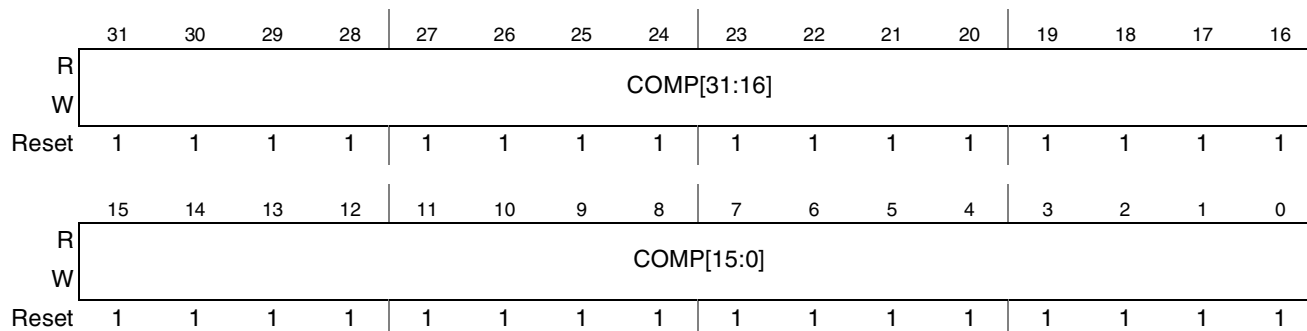 31 30 29 28 27 26 25 24 23 22 21 20 19 18 17 16
R
COMP[31:16]
W
Reset 1 1 1 1 1 1 1 1 1 1 1 1 1 1 1 1
15 14 13 12 11 10 9 8 7 6 5 4 3 2 1 0
R
COMP[15:0]
W
Reset 1 1 1 1 1 1 1 1 1 1 1 1 1 1 1 1